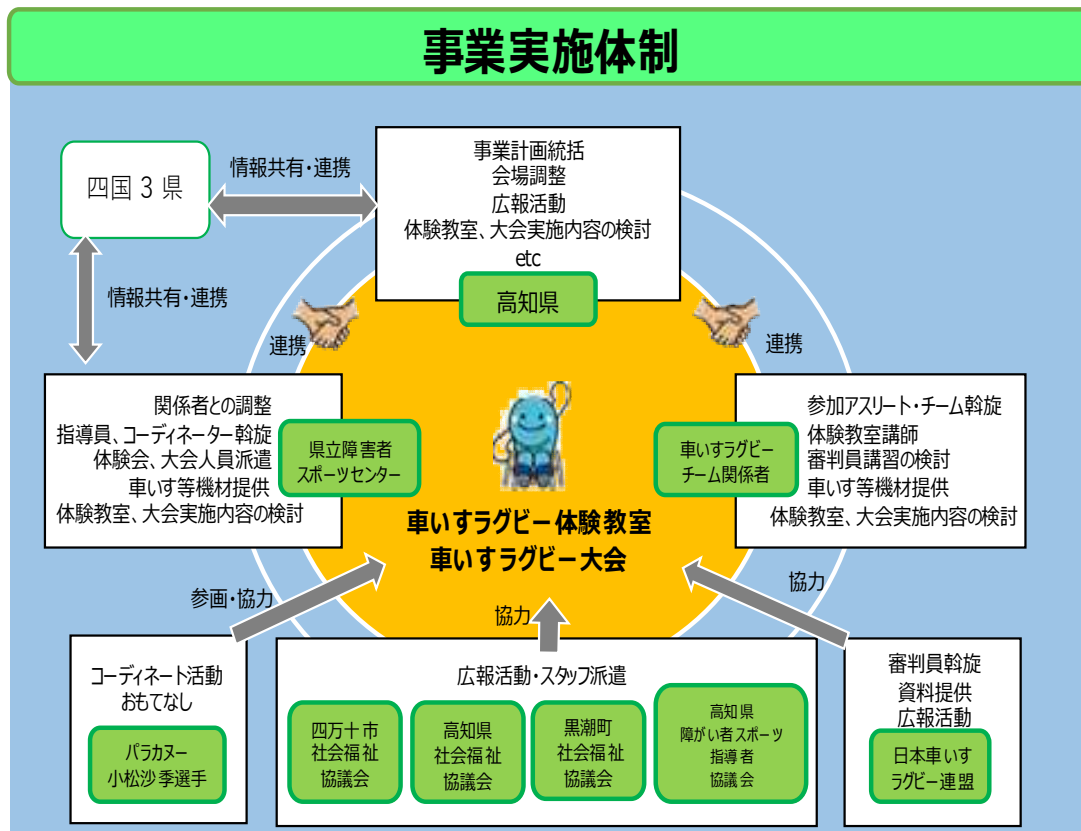 事業実施体制
四国3県
情報共有・連携
情報共有・連携
事業計画統括
会場調整
広報活動
体験教室、大会実施内容の検討
etc
高知県
連携
連携
関係者との調整
指導員、コーディネーター斡旋
体験会、大会人員派遣
車いす等機材提供
体験教室、大会実施内容の検討
県立障害者
スポーツセンター
車いすラグビー
チーム関係者
参加アスリート・チーム斡旋
体験教室講師
審判員講習の検討
車いす等機材提供
体験教室、大会実施内容の検討
車いすラグビー体験教室
車いすラグビー大会
参画・協力
協力
協力
コーディネート活動
おもてなし
パラカヌー
小松沙季選手
広報活動・スタッフ派遣
四万十市
社会福祉
協議会
高知県
社会福祉
協議会
黒潮町
社会福祉
協議会
高知県
障がい者スポーツ
指導者
協議会
審判員斡旋
資料提供
広報活動
日本車いす
ラグビー連盟